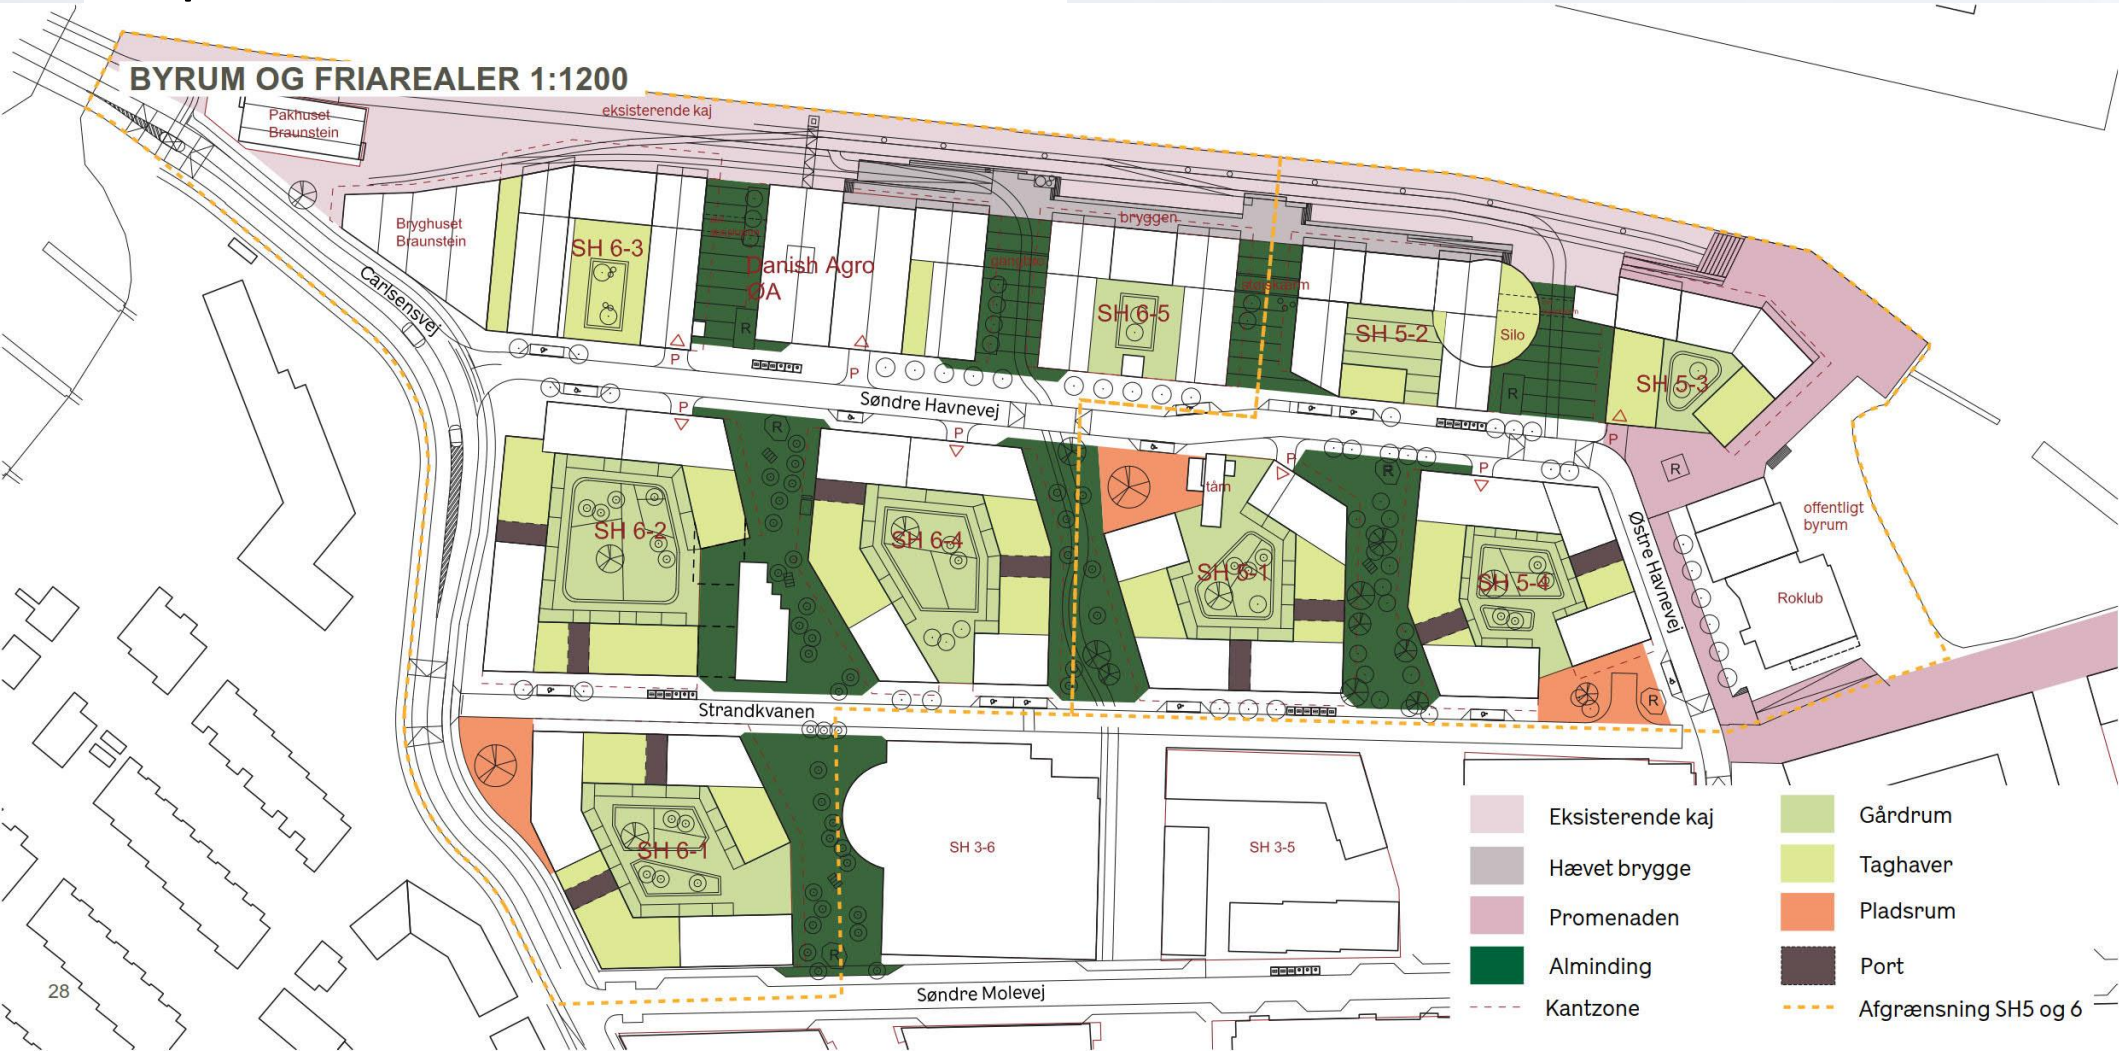 BYRUM OG FRIAREALER 1:1200
eksisterende kaj
Pakhuset
Braunstein
Bryghuset
Braunstein
SH 6-3
Danish Agro
ØA
R
bryggen
SH 6-5
SH 5-2
Silo
R
SH 5-3
Carlsensvej
P
P
Søndre Havnevej
P
P
P
P
P
R
R
R
tårn
SH 6-2
SH 6-4
SH 5-1
SH 5-4
Østre Havnevej
offentligt
byrum
Roklub
R
Strandkvanen
SH 6-1
SH 3-6
SH 3-5
R
Søndre Molevej
28
Eksisterende kaj
Hævet brygge
Promenaden
Alminding
Kantzone
Gårdrum
Taghaver
Pladsrum
Port
Afgrænsning SH5 og 6